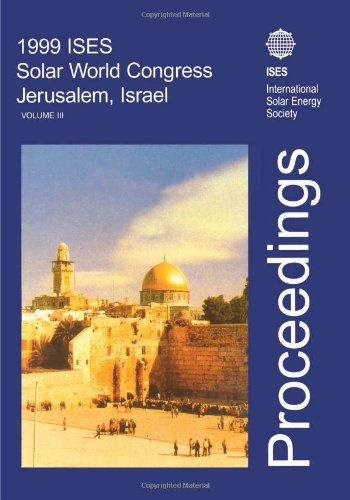 Copyrighted Material
1999 ISES
Solar World Congress
Jerusalem, Israel
VOLUME III
ISES
International
Solar Energy
Society
Proceedings
Copyrighted Material